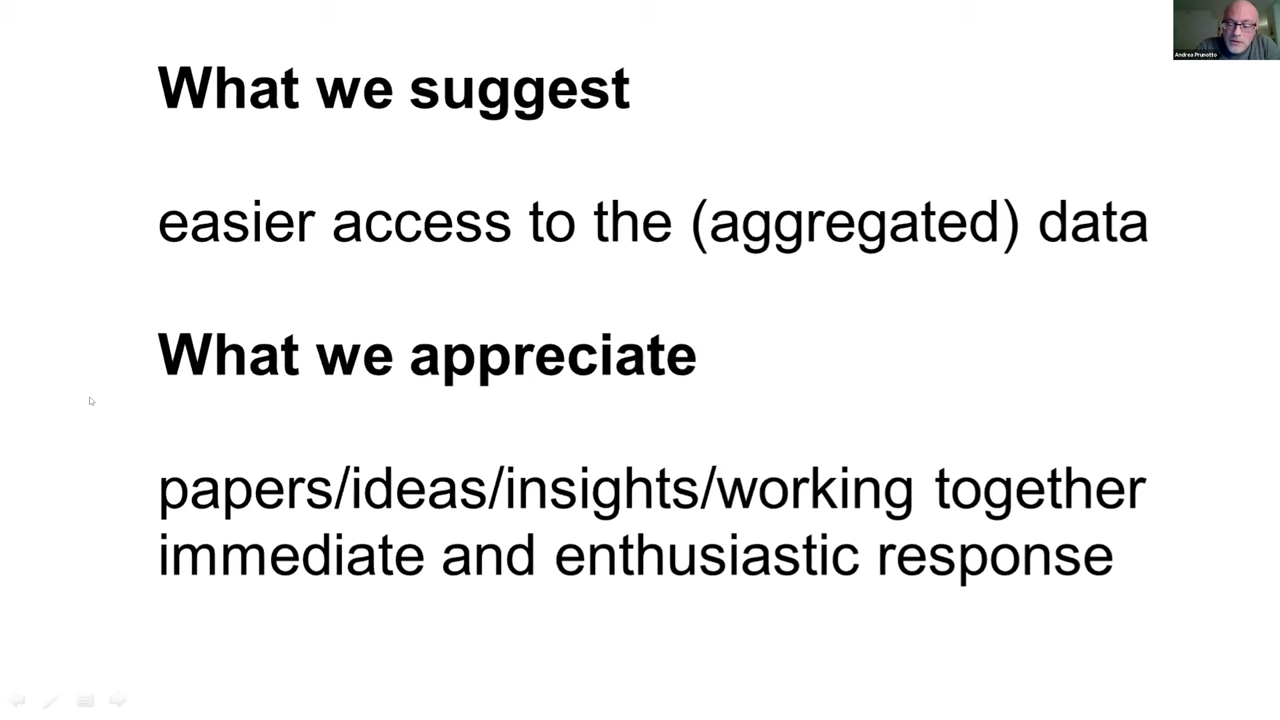 Andrea Prunotto
What we suggest
easier access to the (aggregated) data
What we appreciate
papers/ideas/insights/working together
immediate and enthusiastic response